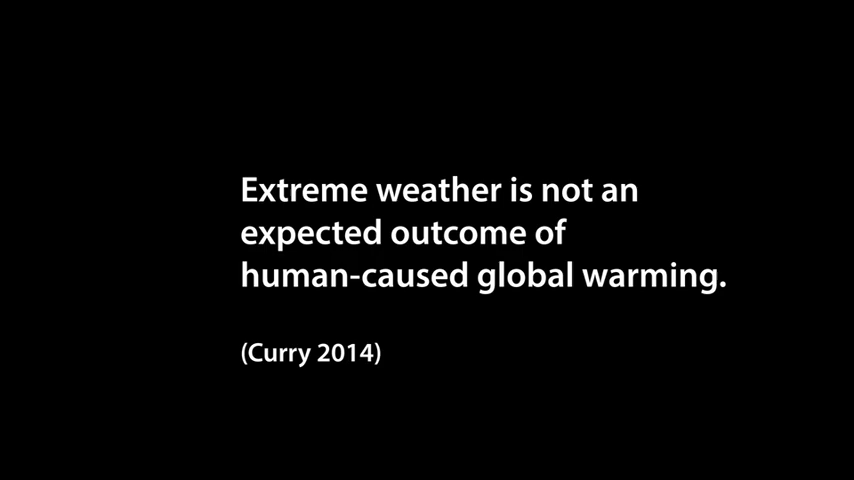 Extreme weather is not an
expected outcome of
human-caused global warming.
(Curry 2014)